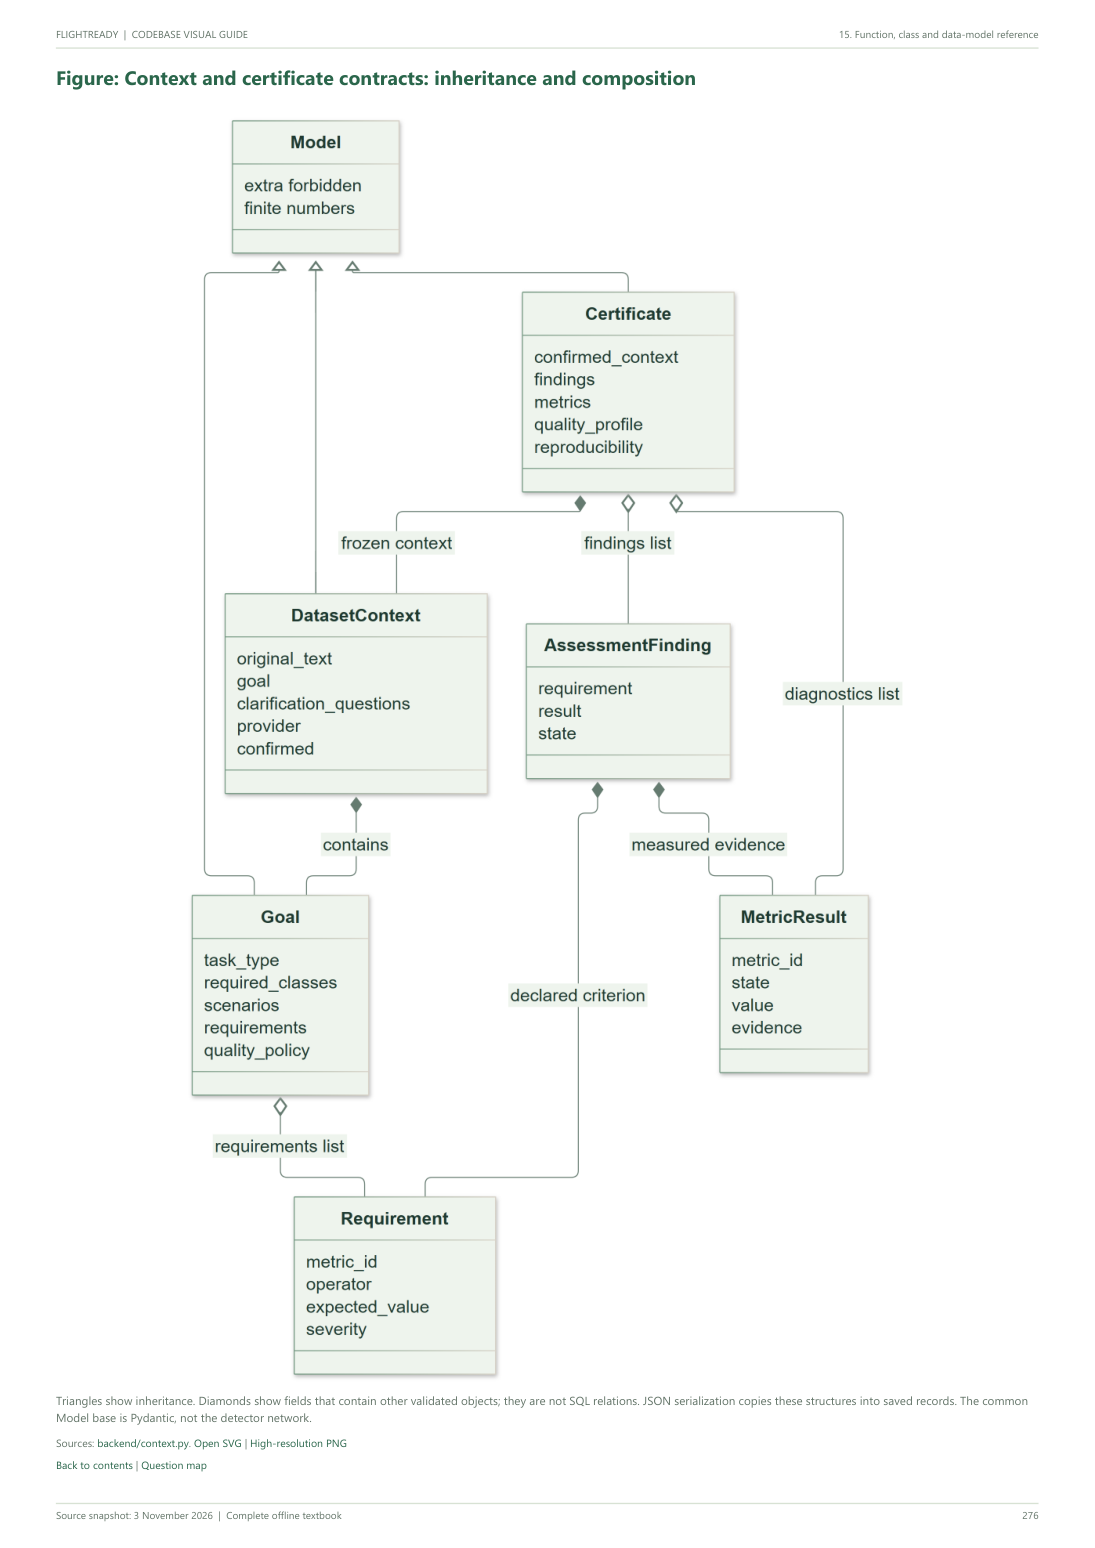 FLIGHTREADY | CODEBASE VISUAL GUIDE
15. Function, class and data-model reference
Figure: Context and certificate contracts: inheritance and composition
Model
extra forbidden
finite numbers
Certificate
confirmed_context
findings
metrics
quality_profile
reproducibility
frozen context
findings list
DatasetContext
original_text
goal
clarification_questions
provider
confirmed
AssessmentFinding
requirement
result
state
diagnostics list
contains
measured evidence
Goal
task_type
required_classes
scenarios
requirements
quality_policy
MetricResult
metric_id
state
value
evidence
declared criterion
requirements list
Requirement
metric_id
operator
expected_value
severity
Triangles show inheritance. Diamonds show fields that contain other validated objects; they are not SQL relations. JSON serialization copies these structures into saved records. The common
Model base is Pydantic, not the detector network.
Sources: backend/context.py. Open SVG | High-resolution PNG
Back to contents | Question map
Source snapshot: 3 November 2026 | Complete offline textbook
276